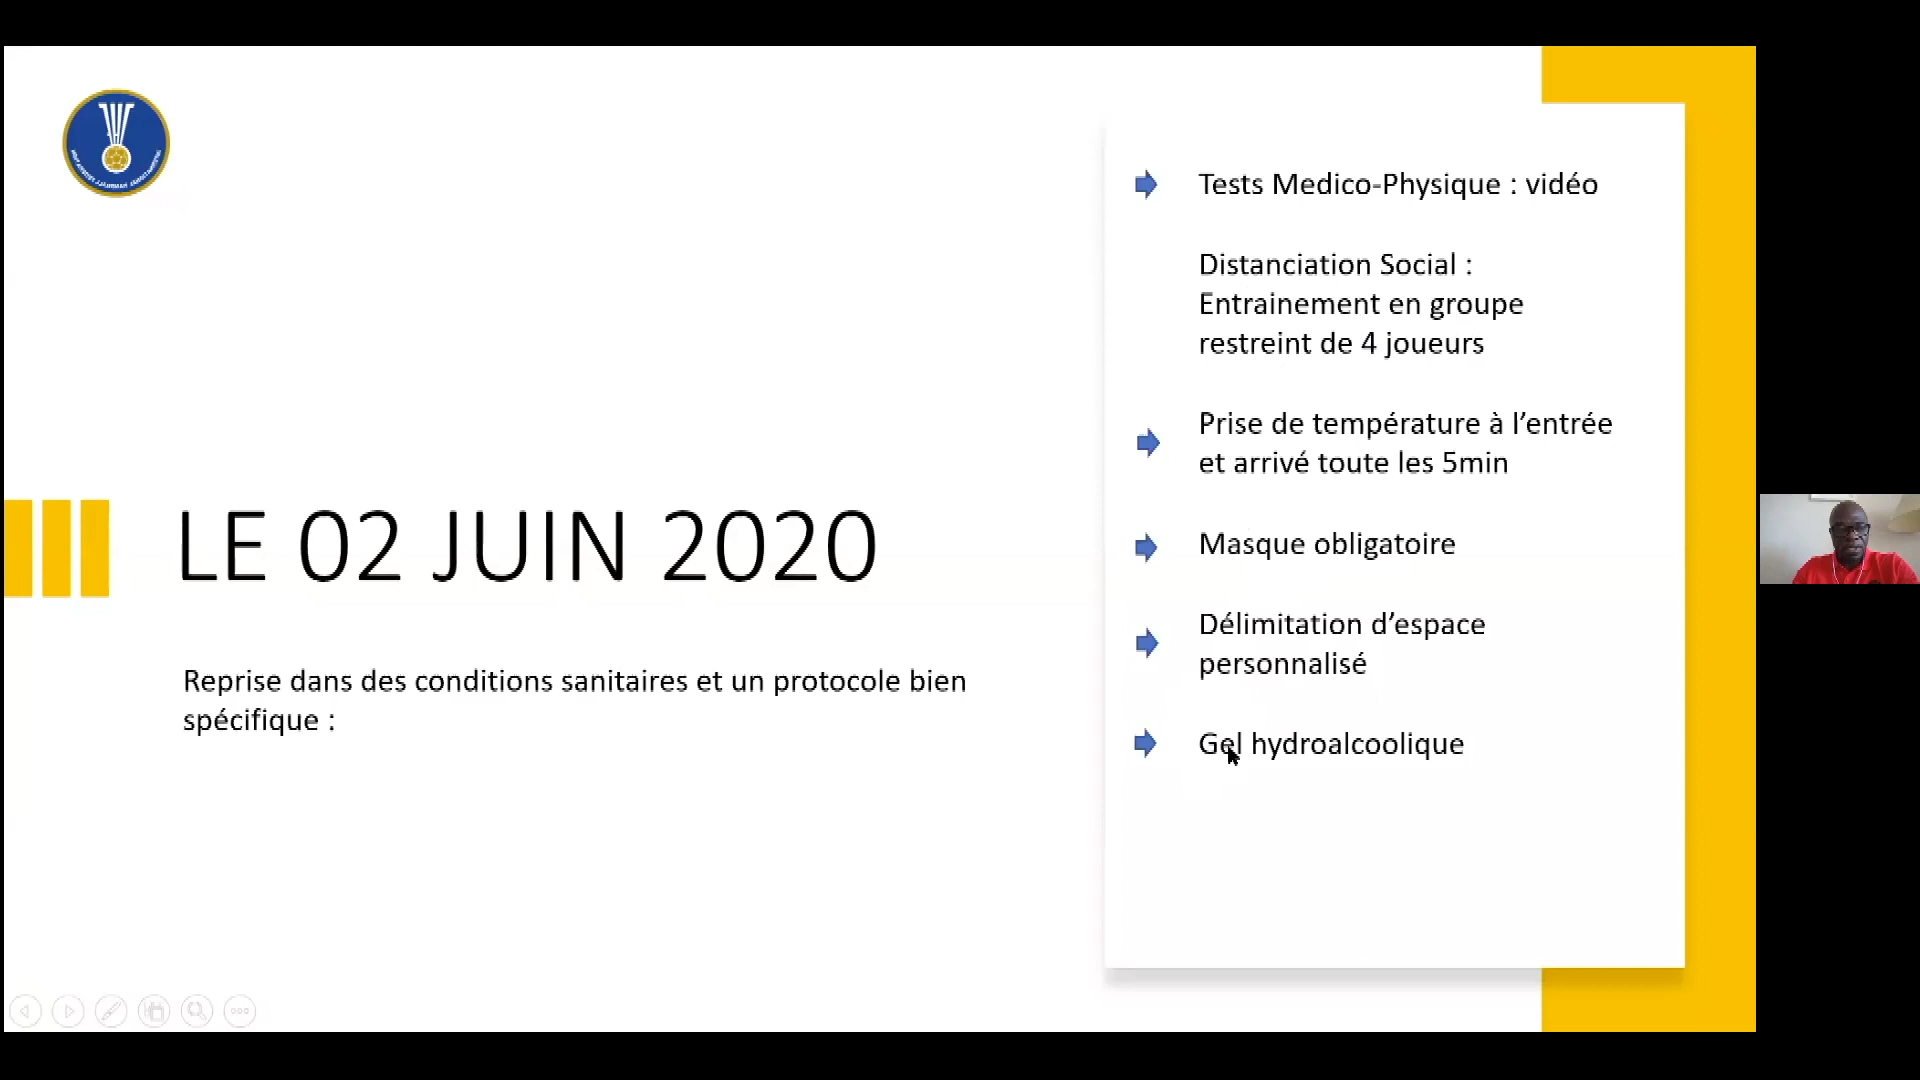 LE 02 JUIN 2020
Reprise dans des conditions sanitaires et un protocole bien
spécifique :
Tests Medico-Physique : vidéo
Distanciation Social :
Entrainement en groupe
restreint de 4 joueurs
Prise de température à l’entrée
et arrivé toute les 5min
Masque obligatoire
Délimitation d’espace
personnalisé
Gel hydroalcoolique